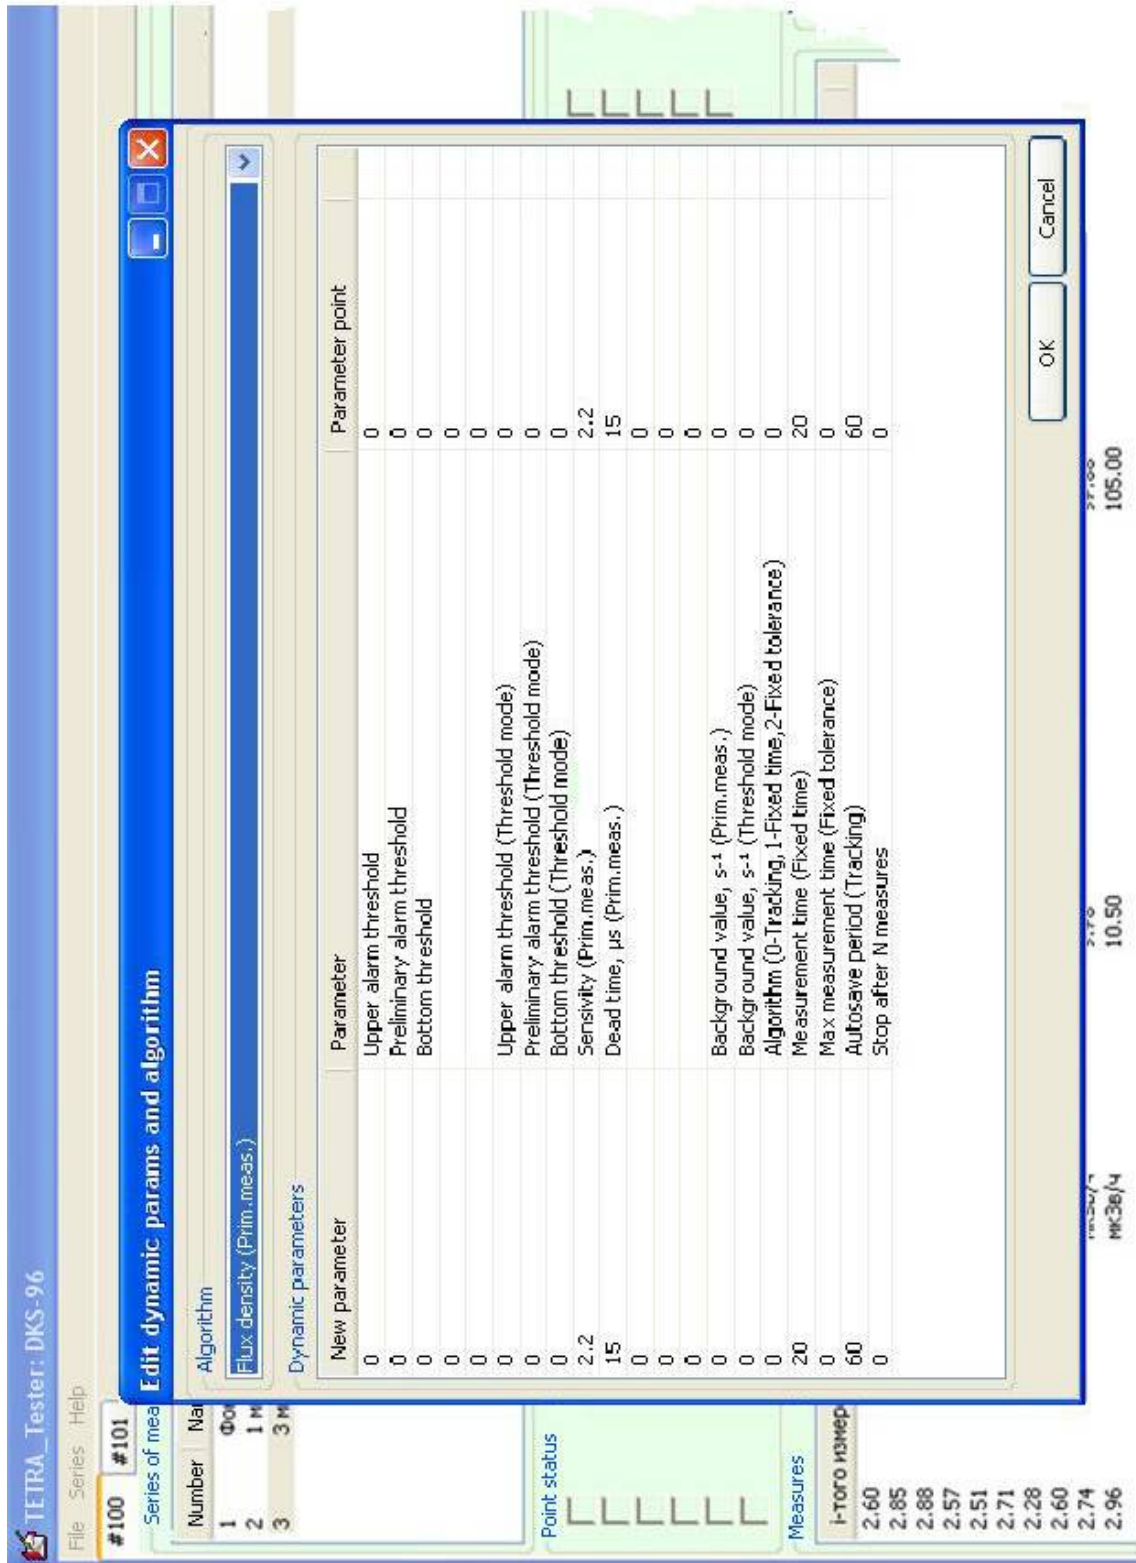 TETRA_Tester: DKS-96
File Series Help
#100 #101
Series of mea
Number Nai
1 Фо
2 1 м
3 3 м
Edit dynamic params and algorithm
Algorithm
Flux density (Prim.meas.)
Dynamic parameters
New parameter Parameter Parameter point
0 Upper alarm threshold 0
0 Preliminary alarm threshold 0
0 Bottom threshold 0
0 0
0 0
0 Upper alarm threshold (Threshold mode) 0
0 Preliminary alarm threshold (Threshold mode) 0
0 Bottom threshold (Threshold mode) 0
2.2 Sensivity (Prim.meas.) 2.2
15 Dead time, μs (Prim.meas.) 15
0 0
0 0
0 0
0 Background value, s⁻¹ (Prim.meas.) 0
0 Background value, s⁻¹ (Threshold mode) 0
0 Algorithm (0-Tracking,1-Fixed time,2-Fixed tolerance) 0
20 Measurement time (Fixed time) 20
0 Max measurement time (Fixed tolerance) 0
60 Autosave period (Tracking) 60
0 Stop after N measures 0
OK Cancel
Point status
Measures
i-того измер
2.60
2.85
2.88
2.57
2.51
2.71
2.28
2.60
2.74
2.96 мкЗв/ч 10.50 105.00